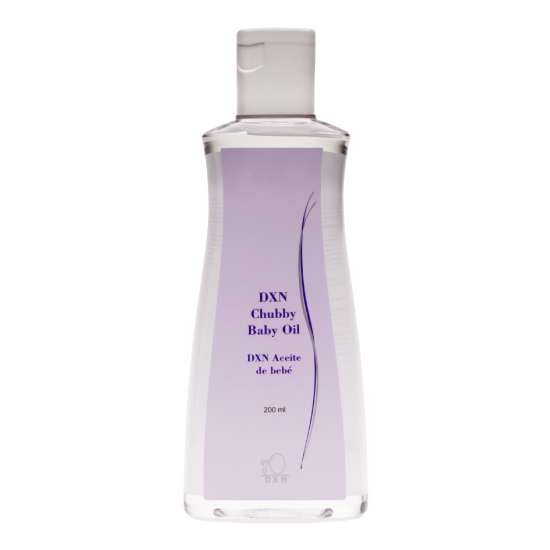 DXN
Chubby
Baby Oil
DXN Aceite
de bebé
200 ml
DXN